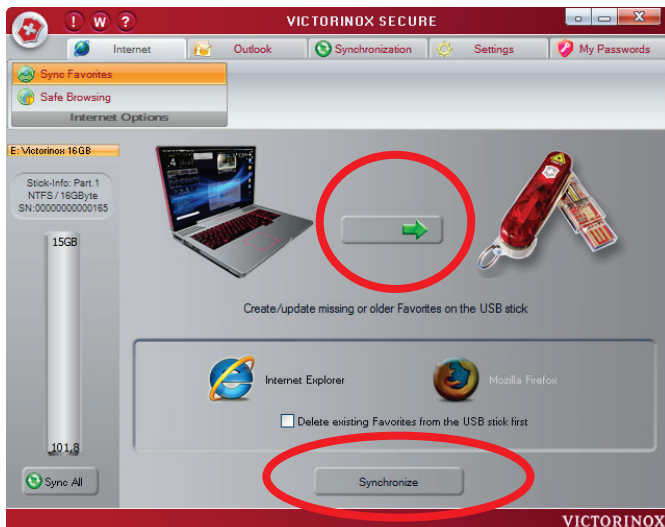 ! W ?
VICTORINOX SECURE
Internet
Outlook
Synchronization
Settings
My Passwords
Sync Favorites
Safe Browsing
Internet Options
E: Victorinox 16GB
Stick-Info: Part.1
NTFS / 16GByte
SN:00000000000165
15GB
Create/update missing or older Favorites on the USB stick
Internet Explorer
Mozilla Firefox
Delete existing Favorites from the USB stick first
101,8
Sync All
Synchronize
VICTORINOX